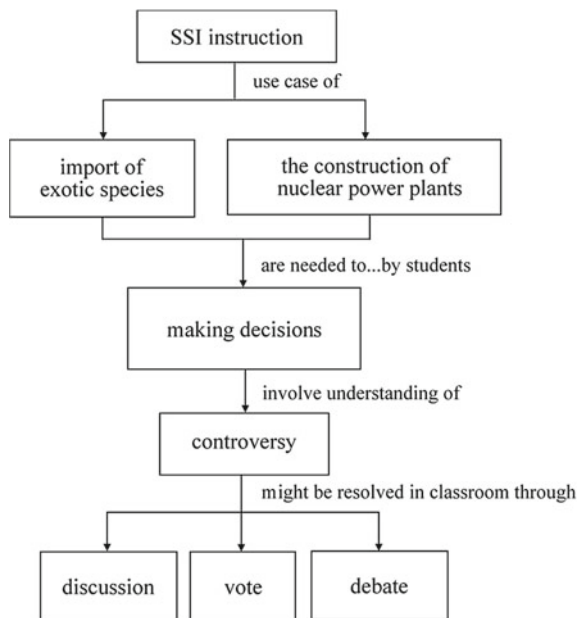 SSI instruction
use case of
import of
exotic species
the construction of
nuclear power plants
are needed to...by students
making decisions
involve understanding of
controversy
might be resolved in classroom through
discussion
vote
debate